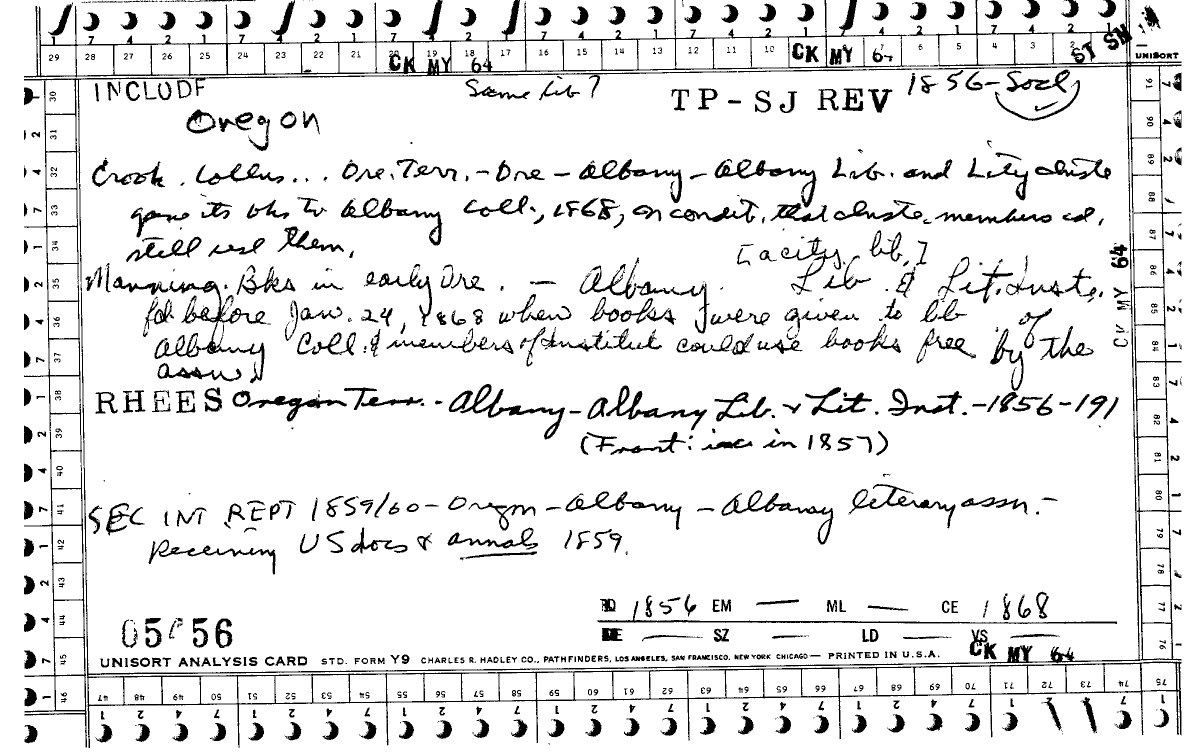 1 7 4 2 1 7 4 2 1 7 4 2 1 7 4 2 1 7 4 2 1 7 4 2 1 7 4 2 1
29 28 27 26 25 24 23 22 21 20 19 18 17 16 15 14 13 12 11 10 7 6 5 4 3 2 UNISORT
CK MY 64 CK MY 64 ST SM
INCLUDE Same lib? TP-SJ REV 1856-Socl
Oregon
Crook. Collns... Ore. Terr.-Ore-Albany-Albany Lib. and Lity Inste
gave its bks to Albany Coll., 1868, on condit. that Inste. members cd.
still use them.
[a city lib.]
Manning. Bks in early Ore. - Albany. Lib & Lit. Inste.
fd. before Jan. 24, 1868 when books were given to lib of
Albany Coll. & members of Institut could use books free by the
assn.
RHEES Oregon Terr.-Albany-Albany Lib. & Lit. Inst.-1856-191
(Front: inc in 1857)
SEC INT REPT 1859/60-Oregon-Albany-Albany literary assn.-
Receiving US docs & annals 1859.
1856 EM — ML — CE 1868
DE — SZ — LD — VS —
05 56
CK MY 64
UNISORT ANALYSIS CARD STD. FORM Y9 CHARLES R. HADLEY CO., PATHFINDERS, LOS ANGELES, SAN FRANCISCO, NEW YORK CHICAGO— PRINTED IN U.S.A.
30 31 32 33 34 35 36 37 38 39 40 41 42 43 44 45 46
91 90 89 88 87 86 85 84 83 82 81 80 79 78 77 76
CK MY 64
47 48 49 50 51 52 53 54 55 56 57 58 59 60 61 62 63 64 65 66 67 68 69 70 71 72 73 74 75
1 2 4 7 1 2 4 7 1 2 4 7 1 2 4 7 1 2 4 7 1 2 4 7 1 7 1